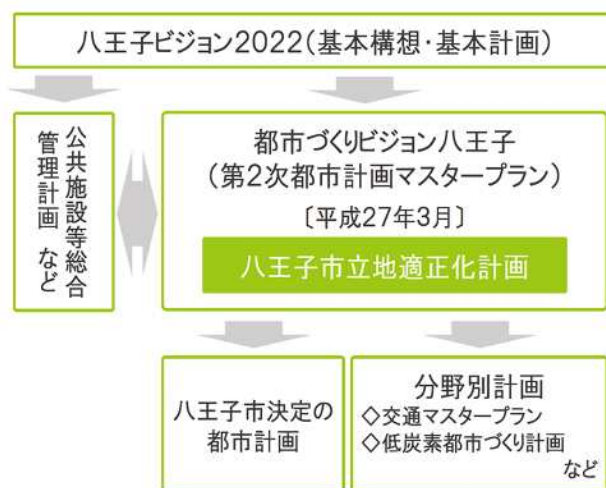 八王子ビジョン2022(基本構想・基本計画)
公共施設等総合
管理計画 など
都市づくりビジョン八王子
(第2次都市計画マスタープラン)
〔平成27年3月〕
八王子市立地適正化計画
八王子市決定の
都市計画
分野別計画
◇交通マスタープラン
◇低炭素都市づくり計画
など